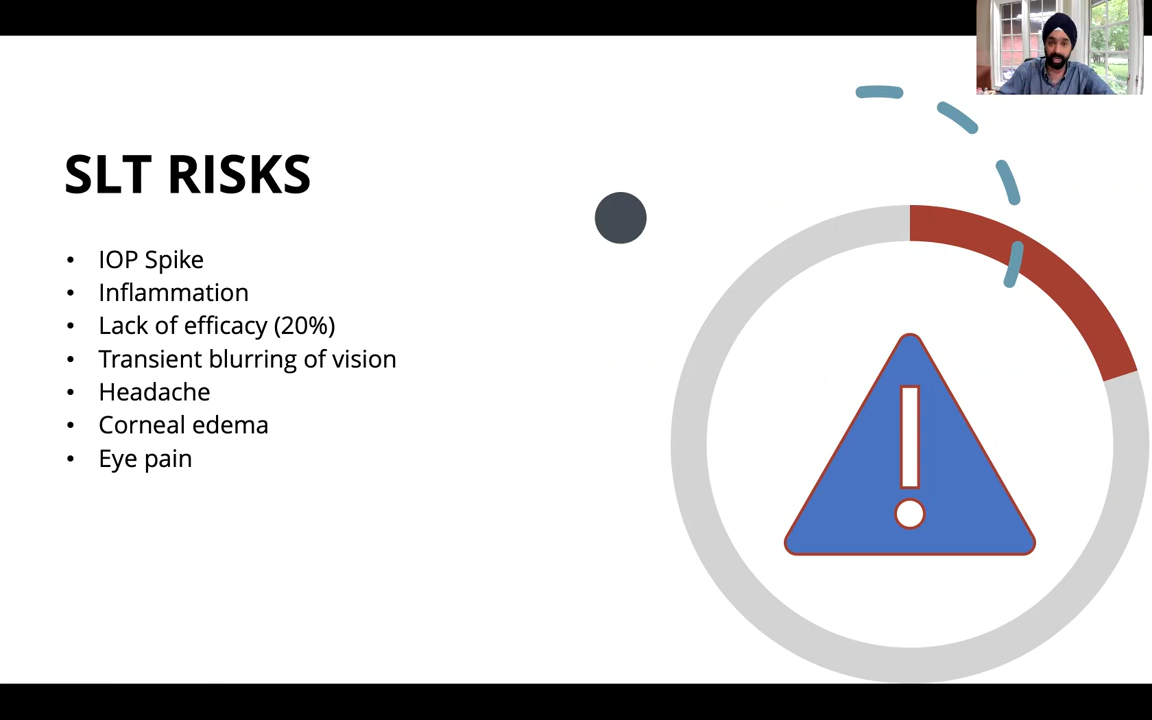 SLT RISKS
• IOP Spike
• Inflammation
• Lack of efficacy (20%)
• Transient blurring of vision
• Headache
• Corneal edema
• Eye pain